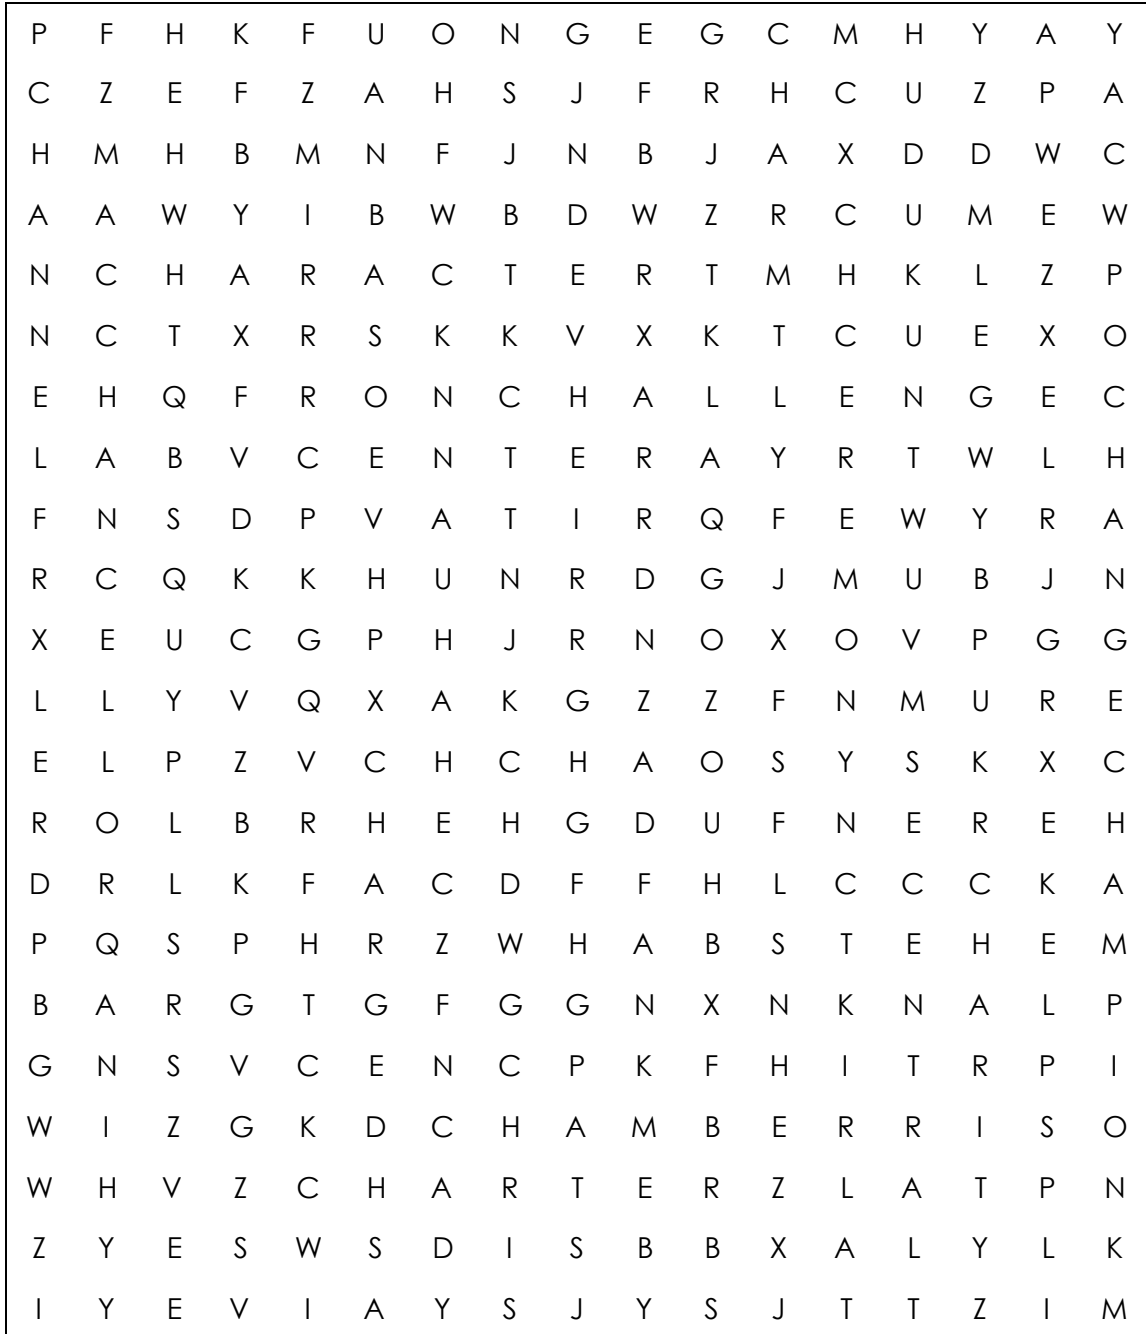 P F H K F U O N G E G C M H Y A Y
C Z E F Z A H S J F R H C U Z P A
H M H B M N F J N B J A X D D W C
A A W Y I B W B D W Z R C U M E W
N C H A R A C T E R T M H K L Z P
N C T X R S K K V X K T C U E X O
E H Q F R O N C H A L L E N G E C
L A B V C E N T E R A Y R T W L H
F N S D P V A T I R Q F E W Y R A
R C Q K K H U N R D G J M U B J N
X E U C G P H J R N O X O V P G G
L L Y V Q X A K G Z Z F N M U R E
E L P Z V C H C H A O S Y S K X C
R O L B R H E H G D U F N E R E H
D R L K F A C D F F H L C C C K A
P Q S P H R Z W H A B S T E H E M
B A R G T G F G G N X N K N A L P
G N S V C E N C P K F H I T R P I
W I Z G K D C H A M B E R R I S O
W H V Z C H A R T E R Z L A T P N
Z Y E S W S D I S B B X A L Y L K
I Y E V I A Y S J Y S J T T Z I M